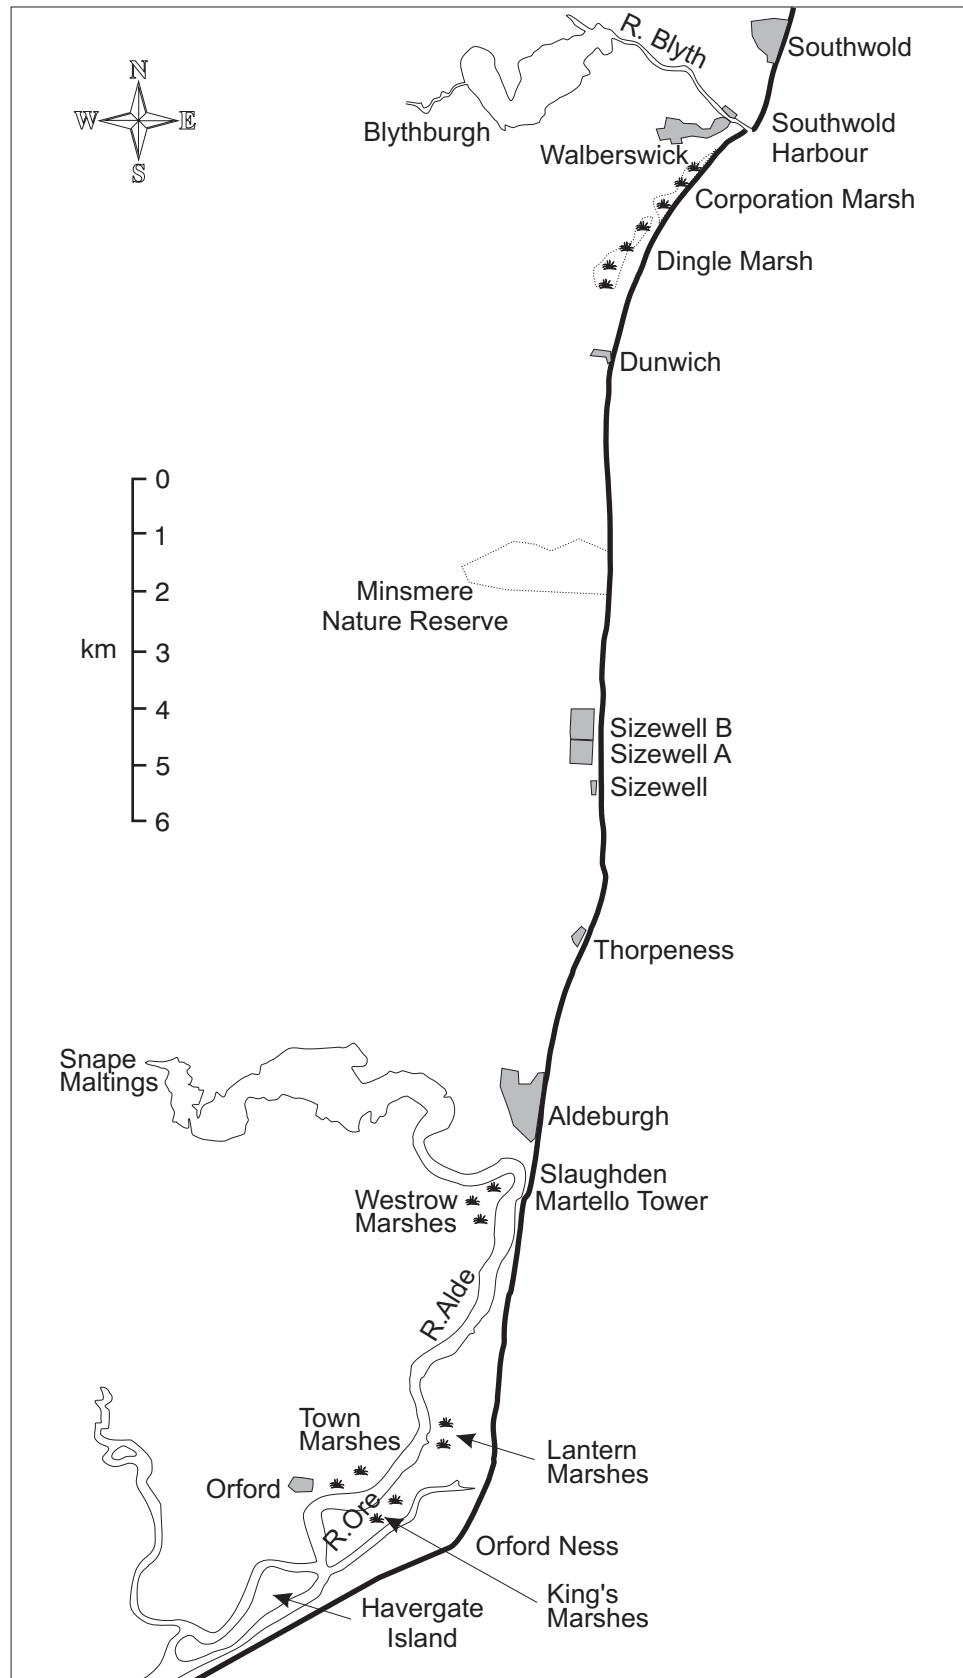 R. Blyth
Southwold
N
W
E
S
Blythburgh
Southwold
Harbour
Walberswick
Corporation Marsh
Dingle Marsh
Dunwich
0
1
2
3
4
5
6
km
Minsmere
Nature Reserve
Sizewell B
Sizewell A
Sizewell
Thorpeness
Snape
Maltings
Aldeburgh
Slaughden
Martello Tower
Westrow
Marshes
R.Alde
Town
Marshes
Lantern
Marshes
Orford
R.Ore
Orford Ness
King's
Marshes
Havergate
Island